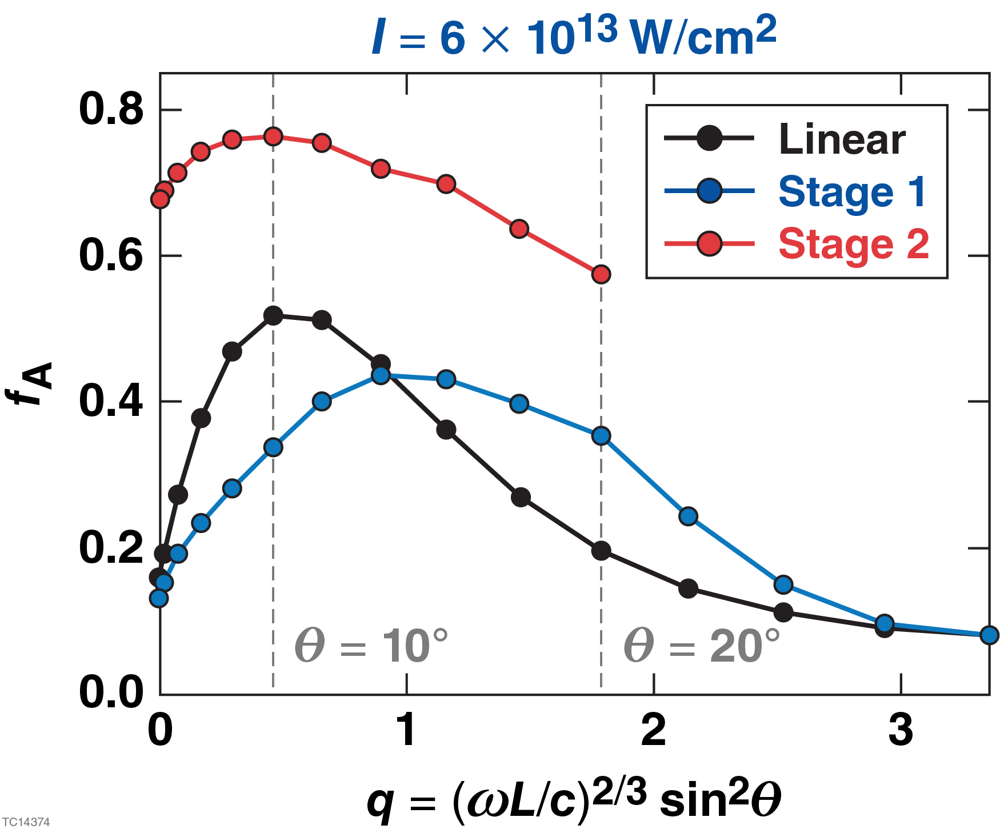 I = 6 × 10¹³ W/cm²
0.8
0.6
0.4
0.2
0.0
fA
Linear
Stage 1
Stage 2
θ = 10°
θ = 20°
0 1 2 3
q = (ωL/c)²/³ sin²θ
TC14374